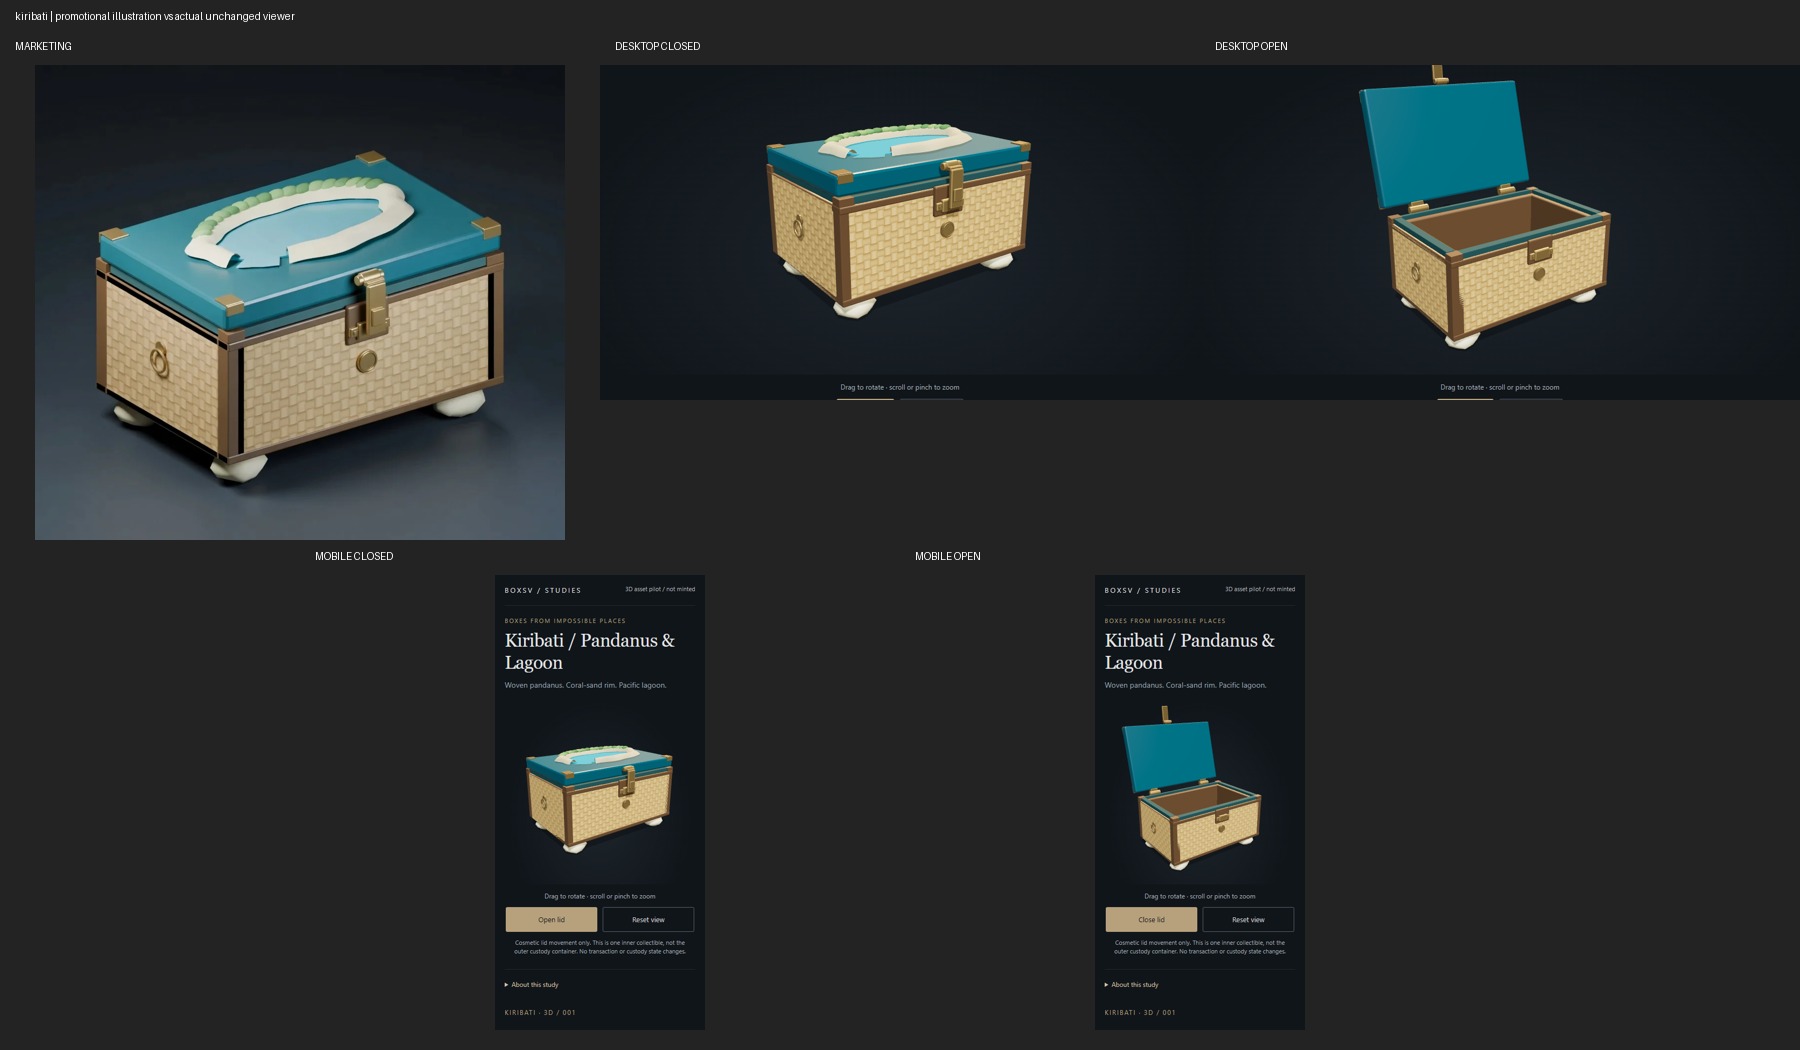 kiribati | promotional illustration vs actual unchanged viewer
MARKETING
DESKTOP CLOSED
DESKTOP OPEN
Drag to rotate · scroll or pinch to zoom
Drag to rotate · scroll or pinch to zoom
MOBILE CLOSED
MOBILE OPEN
BOXSV / STUDIES
3D asset pilot / not minted
BOXES FROM IMPOSSIBLE PLACES
Kiribati / Pandanus &
Lagoon
Woven pandanus. Coral-sand rim. Pacific lagoon.
Drag to rotate · scroll or pinch to zoom
Open lid
Reset view
Cosmetic lid movement only. This is one inner collectible, not the
outer custody container. No transaction or custody state changes.
▶ About this study
KIRIBATI · 3D / 001
BOXSV / STUDIES
3D asset pilot / not minted
BOXES FROM IMPOSSIBLE PLACES
Kiribati / Pandanus &
Lagoon
Woven pandanus. Coral-sand rim. Pacific lagoon.
Drag to rotate · scroll or pinch to zoom
Close lid
Reset view
Cosmetic lid movement only. This is one inner collectible, not the
outer custody container. No transaction or custody state changes.
▶ About this study
KIRIBATI · 3D / 001